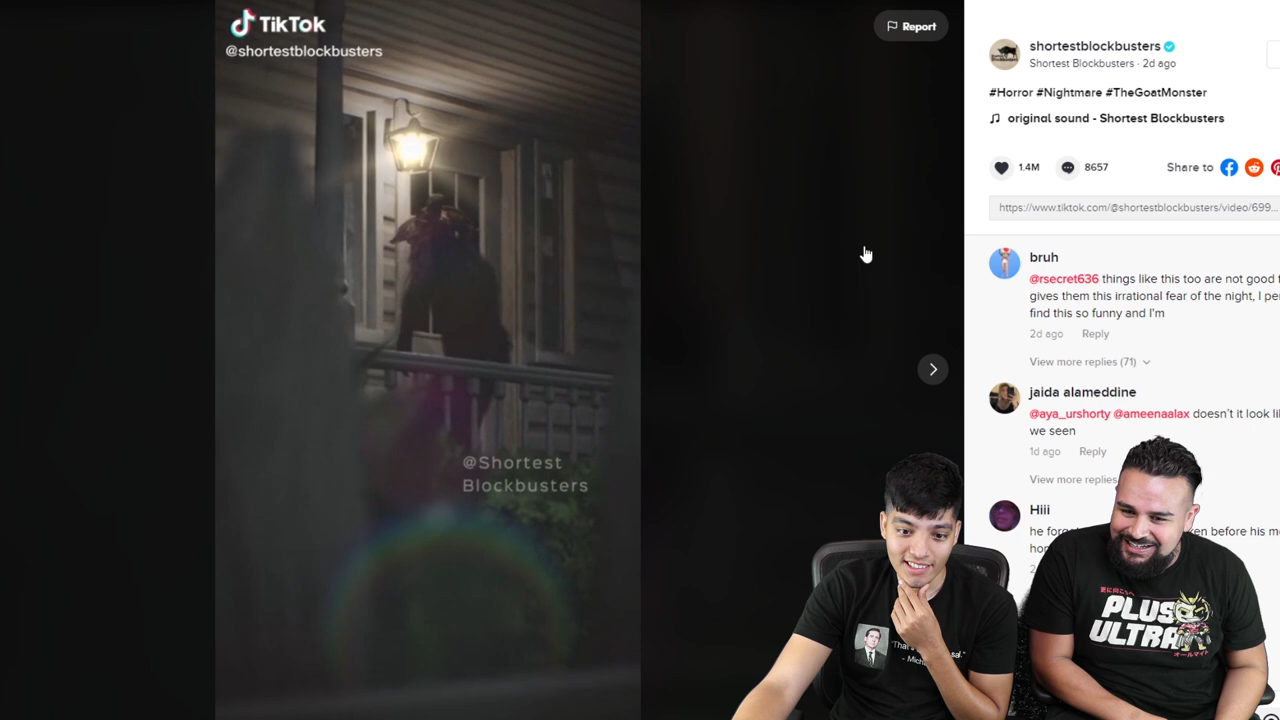 TikTok
@shortestblockbusters
Report
@Shortest
Blockbusters
shortestblockbusters
Shortest Blockbusters · 2d ago
#Horror #Nightmare #TheGoatMonster
original sound - Shortest Blockbusters
1.4M
8657
Share to
https://www.tiktok.com/@shortestblockbusters/video/699...
bruh
@rsecret636 things like this too are not good
gives them this irrational fear of the night, I
find this so funny and I'm
2d ago
Reply
View more replies (71)
jaida alameddine
@aya_urshorty @ameenaalax doesn't it look
we seen
1d ago
Reply
View more replies
Hiii
PLUS
ULTRA